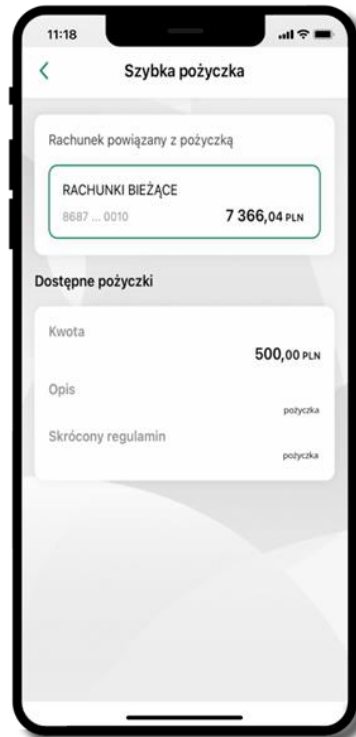 11:18
Szybka pożyczka
Rachunek powiązany z pożyczką
RACHUNKI BIEŻĄCE
8687 ... 0010 7 366,04 PLN
Dostępne pożyczki
Kwota
500,00 PLN
Opis
pożyczka
Skrócony regulamin
pożyczka